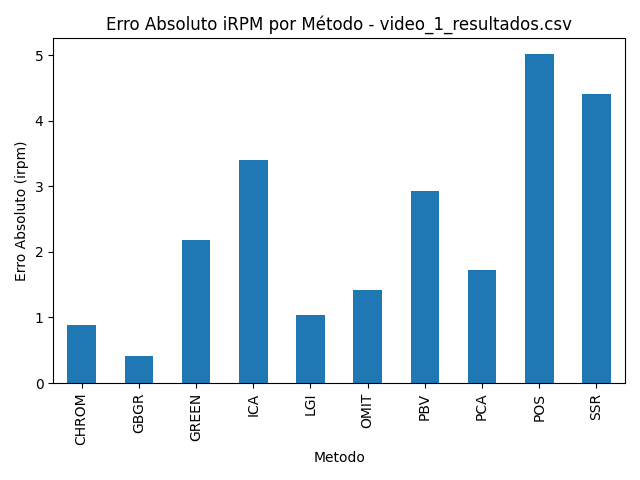 Erro Absoluto iRPM por Método - video_1_resultados.csv
Erro Absoluto (irpm)
5
4
3
2
1
0
CHROM
GBGR
GREEN
ICA
LGI
OMIT
PBV
PCA
POS
SSR
Metodo